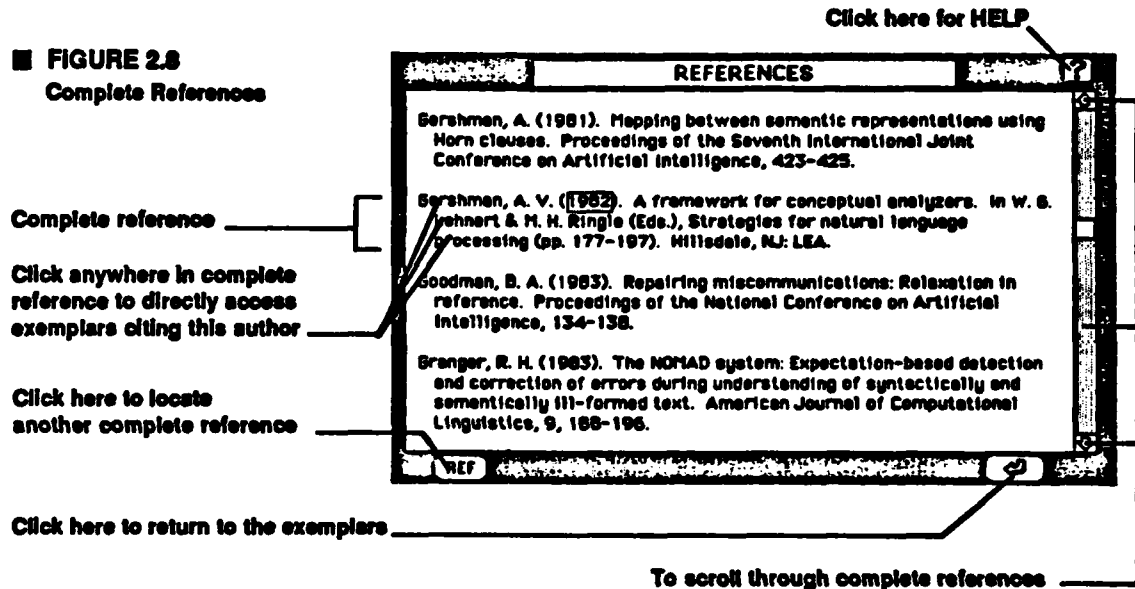 Click here for HELP
■ FIGURE 2.8
Complete References
REFERENCES
?
Gershman, A. (1981). Mapping between semantic representations using
Horn clauses. Proceedings of the Seventh International Joint
Conference on Artificial Intelligence, 423-425.
Gershman, A. V. (1982). A framework for conceptual analyzers. In W. G.
Lehnert & M. H. Ringle (Eds.), Strategies for natural language
processing (pp. 177-197). Hillsdale, NJ: LEA.
Goodman, B. A. (1983). Repairing miscommunications: Relaxation in
reference. Proceedings of the National Conference on Artificial
Intelligence, 134-138.
Granger, R. H. (1983). The NOMAD system: Expectation-based detection
and correction of errors during understanding of syntactically and
semantically ill-formed text. American Journal of Computational
Linguistics, 9, 188-196.
REF
Complete reference
Click anywhere in complete
reference to directly access
exemplars citing this author
Click here to locate
another complete reference
Click here to return to the exemplars
To scroll through complete references